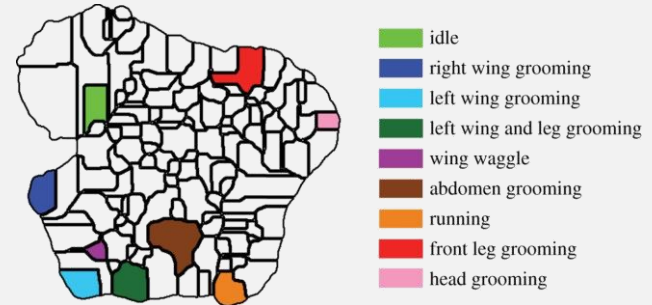 idle
right wing grooming
left wing grooming
left wing and leg grooming
wing waggle
abdomen grooming
running
front leg grooming
head grooming